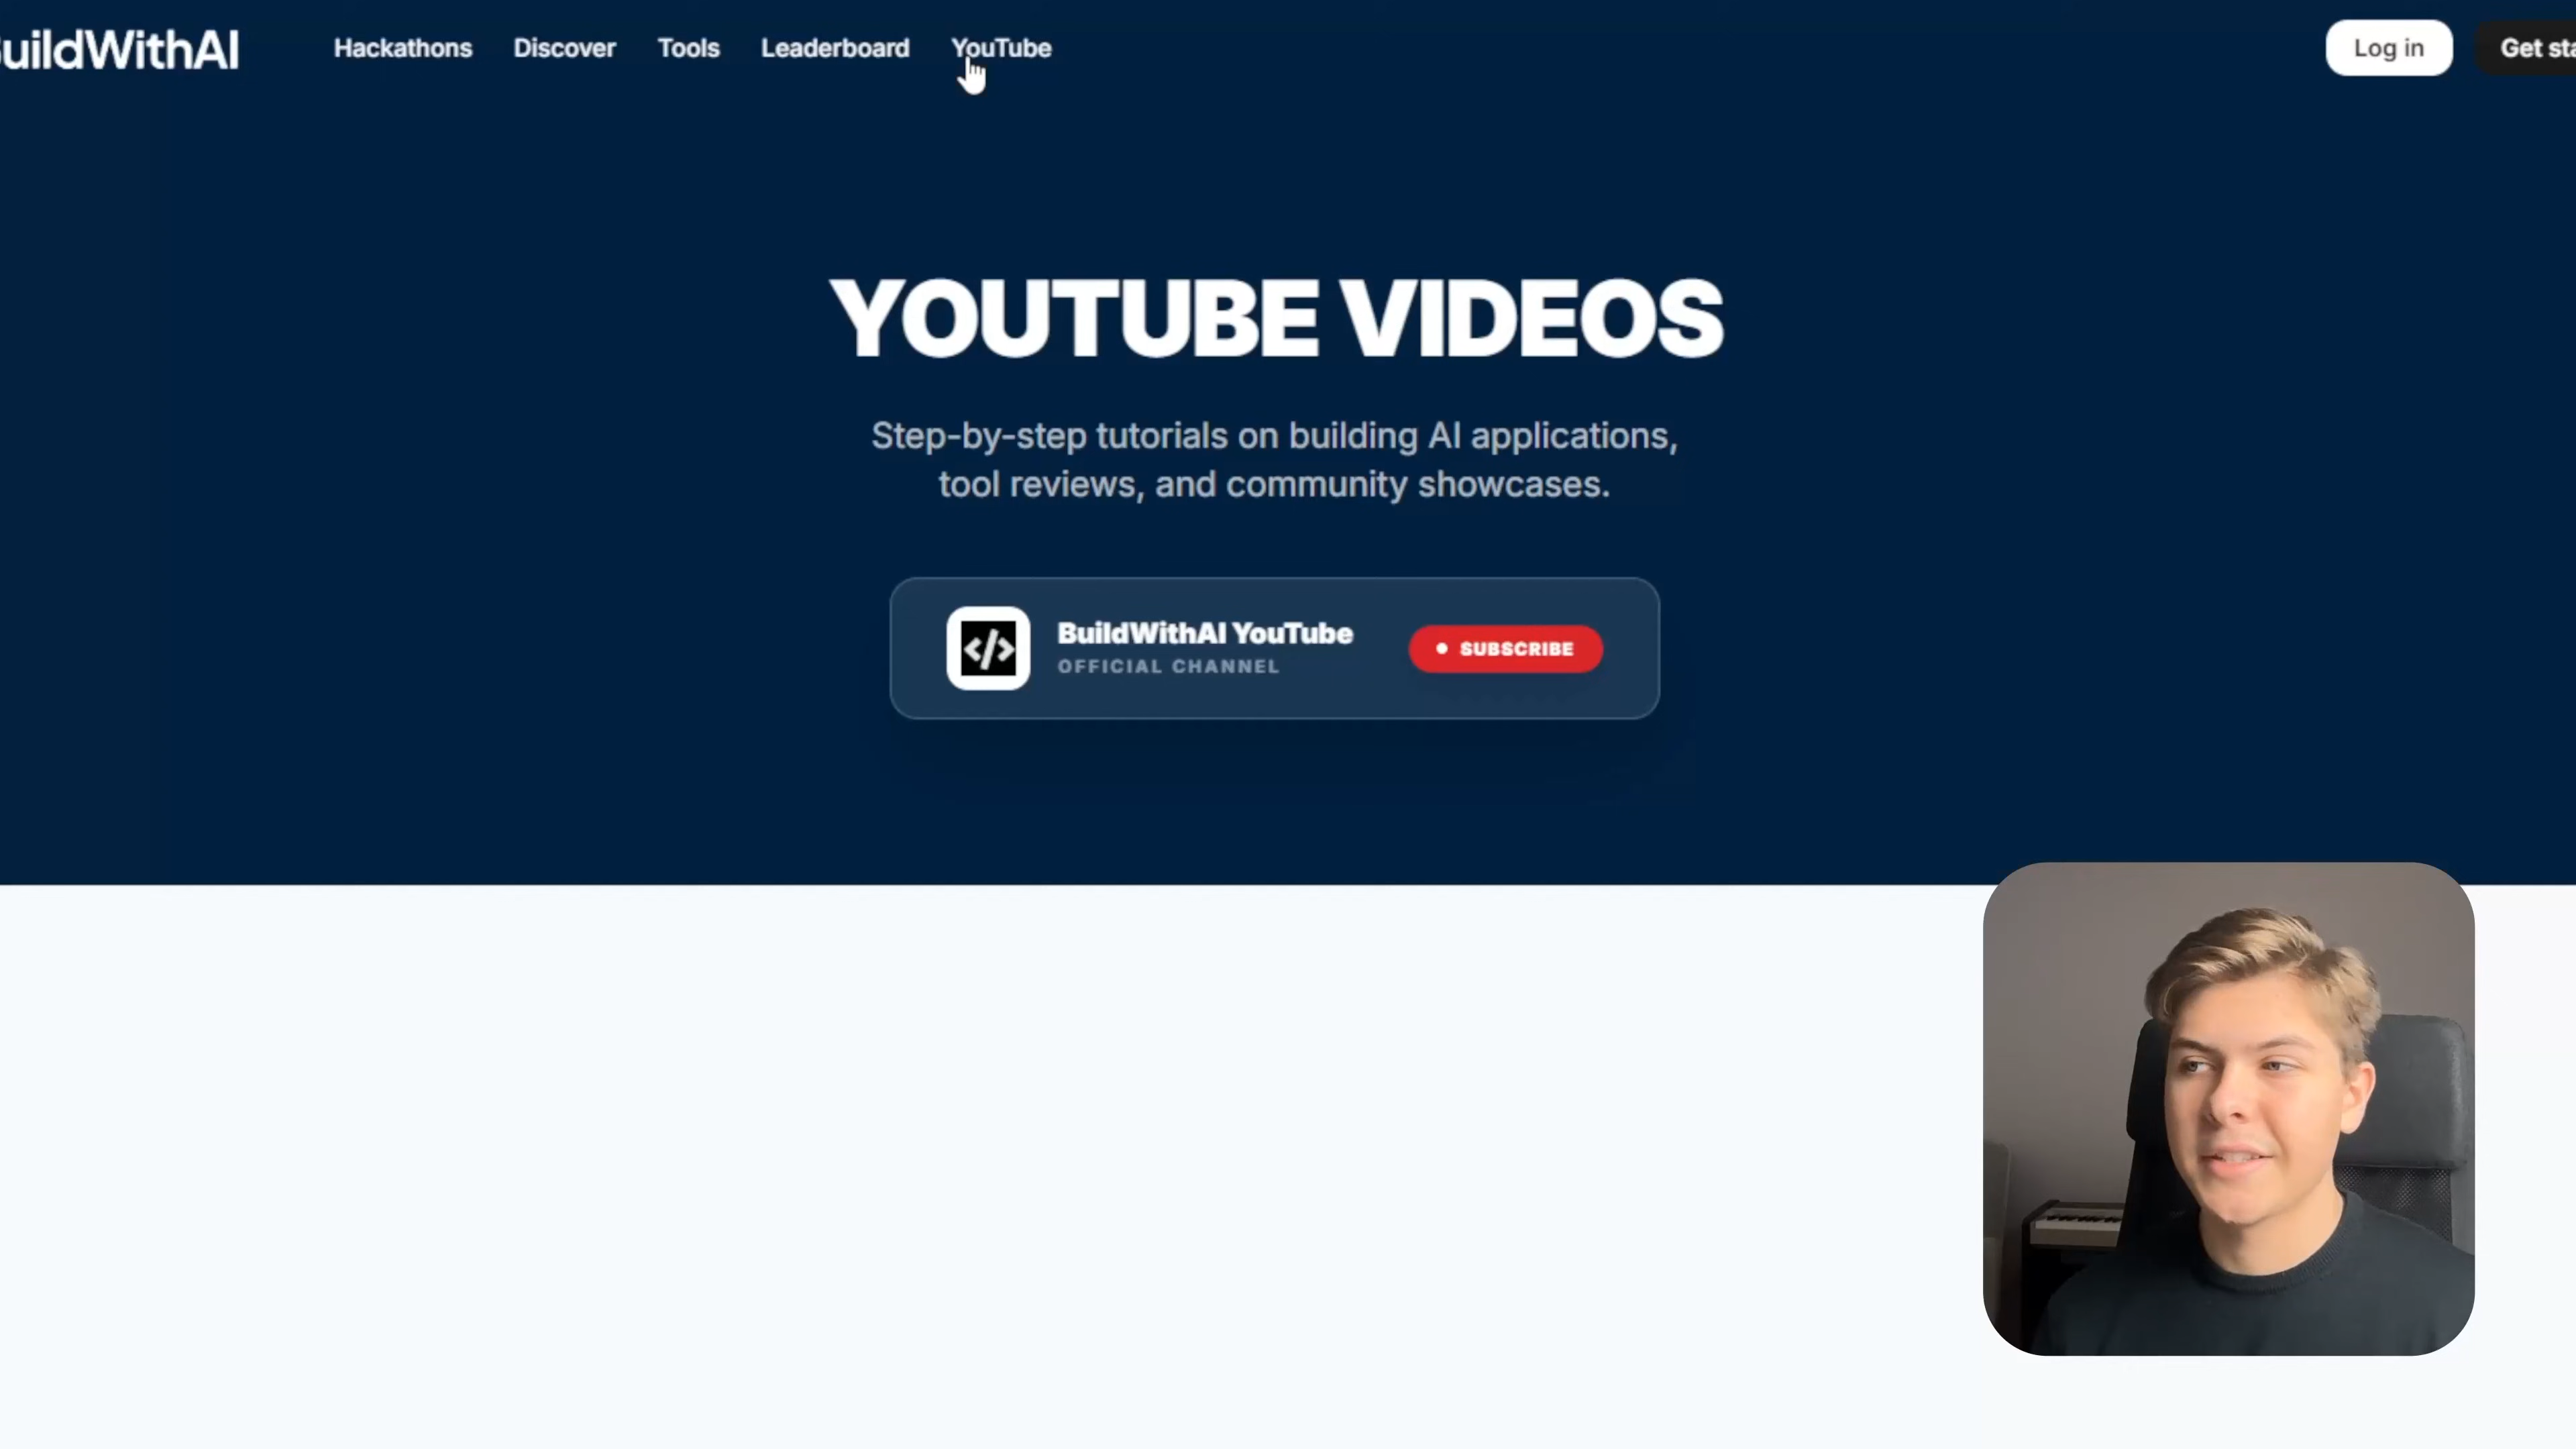 uildWithAI
Hackathons
Discover
Tools
Leaderboard
YouTube
Log in
Get sta
YOUTUBE VIDEOS
Step-by-step tutorials on building AI applications,
tool reviews, and community showcases.
</>
BuildWithAI YouTube
OFFICIAL CHANNEL
SUBSCRIBE